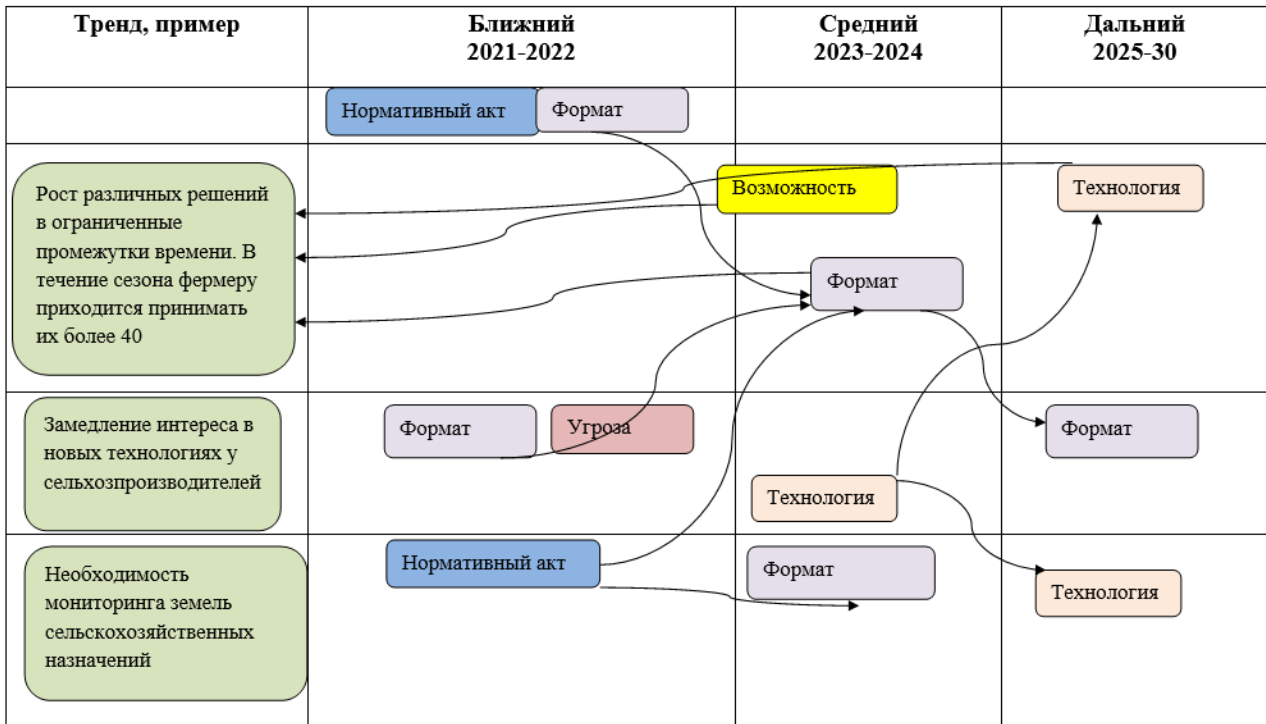 Тренд, пример
Ближний
2021-2022
Средний
2023-2024
Дальний
2025-30
Нормативный акт
Формат
Рост различных решений
в ограниченные
промежутки времени. В
течение сезона фермеру
приходится принимать
их более 40
Возможность
Технология
Формат
Замедление интереса в
новых технологиях у
сельхозпроизводителей
Формат
Угроза
Технология
Формат
Необходимость
мониторинга земель
сельскохозяйственных
назначений
Нормативный акт
Формат
Технология